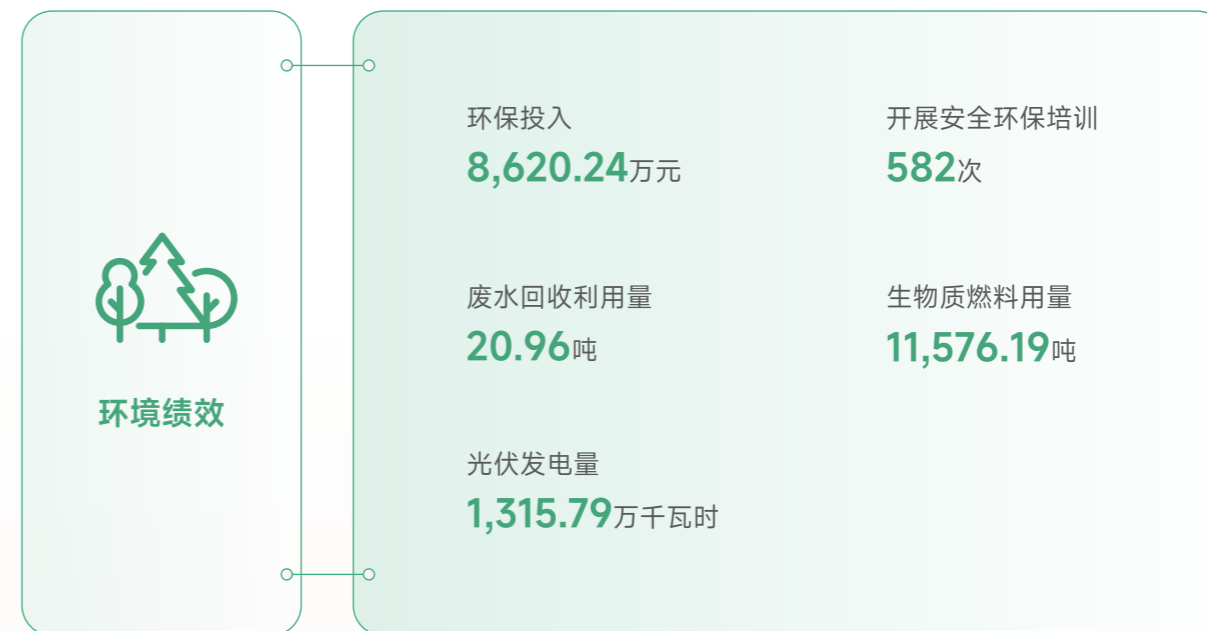 环境绩效
环保投入
8,620.24万元
开展安全环保培训
582次
废水回收利用量
20.96吨
生物质燃料用量
11,576.19吨
光伏发电量
1,315.79万千瓦时